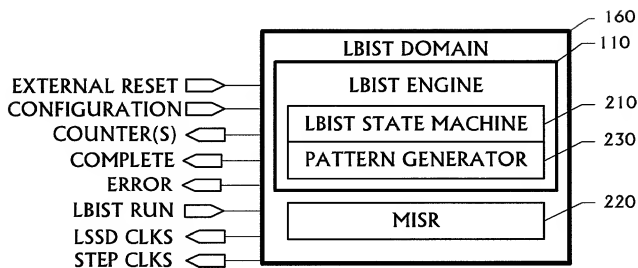 160
LBIST DOMAIN
110
EXTERNAL RESET
LBIST ENGINE
CONFIGURATION
210
COUNTER(S)
LBIST STATE MACHINE
COMPLETE
PATTERN GENERATOR
230
ERROR
LBIST RUN
MISR
220
LSSD CLKS
STEP CLKS